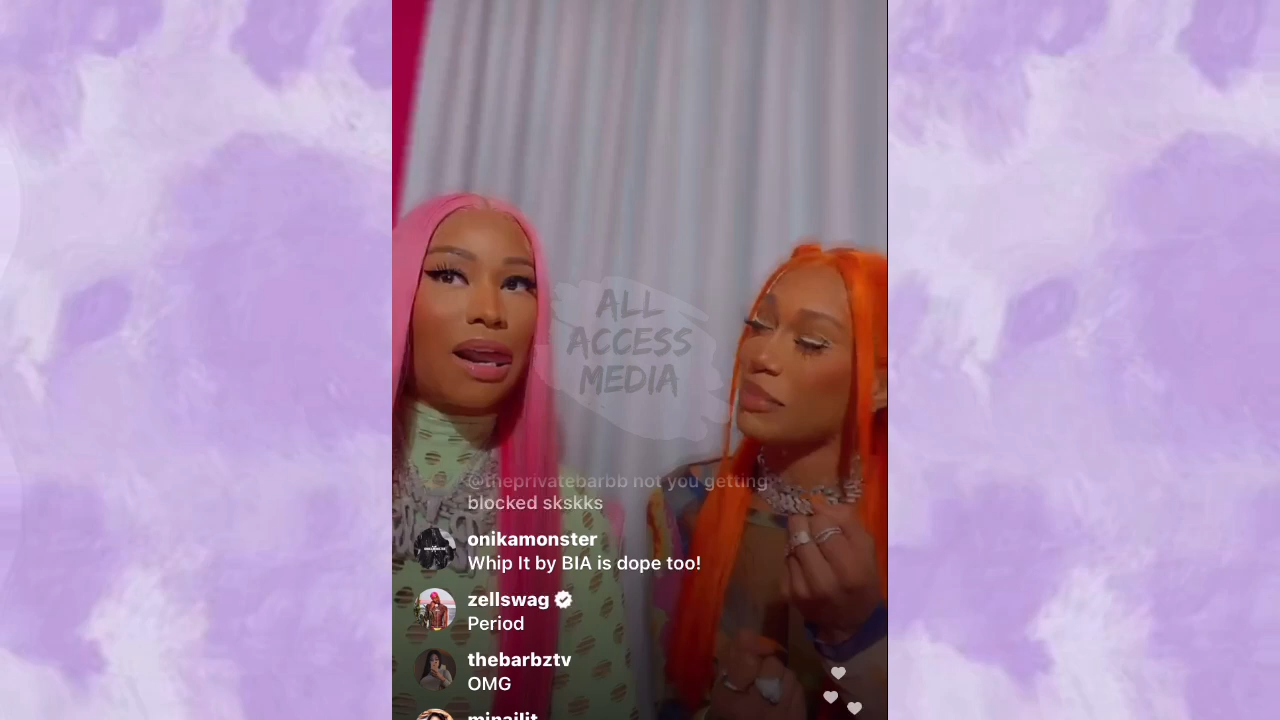 ALL
ACCESS
MEDIA
@theprivatebarbb not you getting
blocked skskks
onikamonster
Whip It by BIA is dope too!
zellswag
Period
thebarbztv
OMG
minajlit